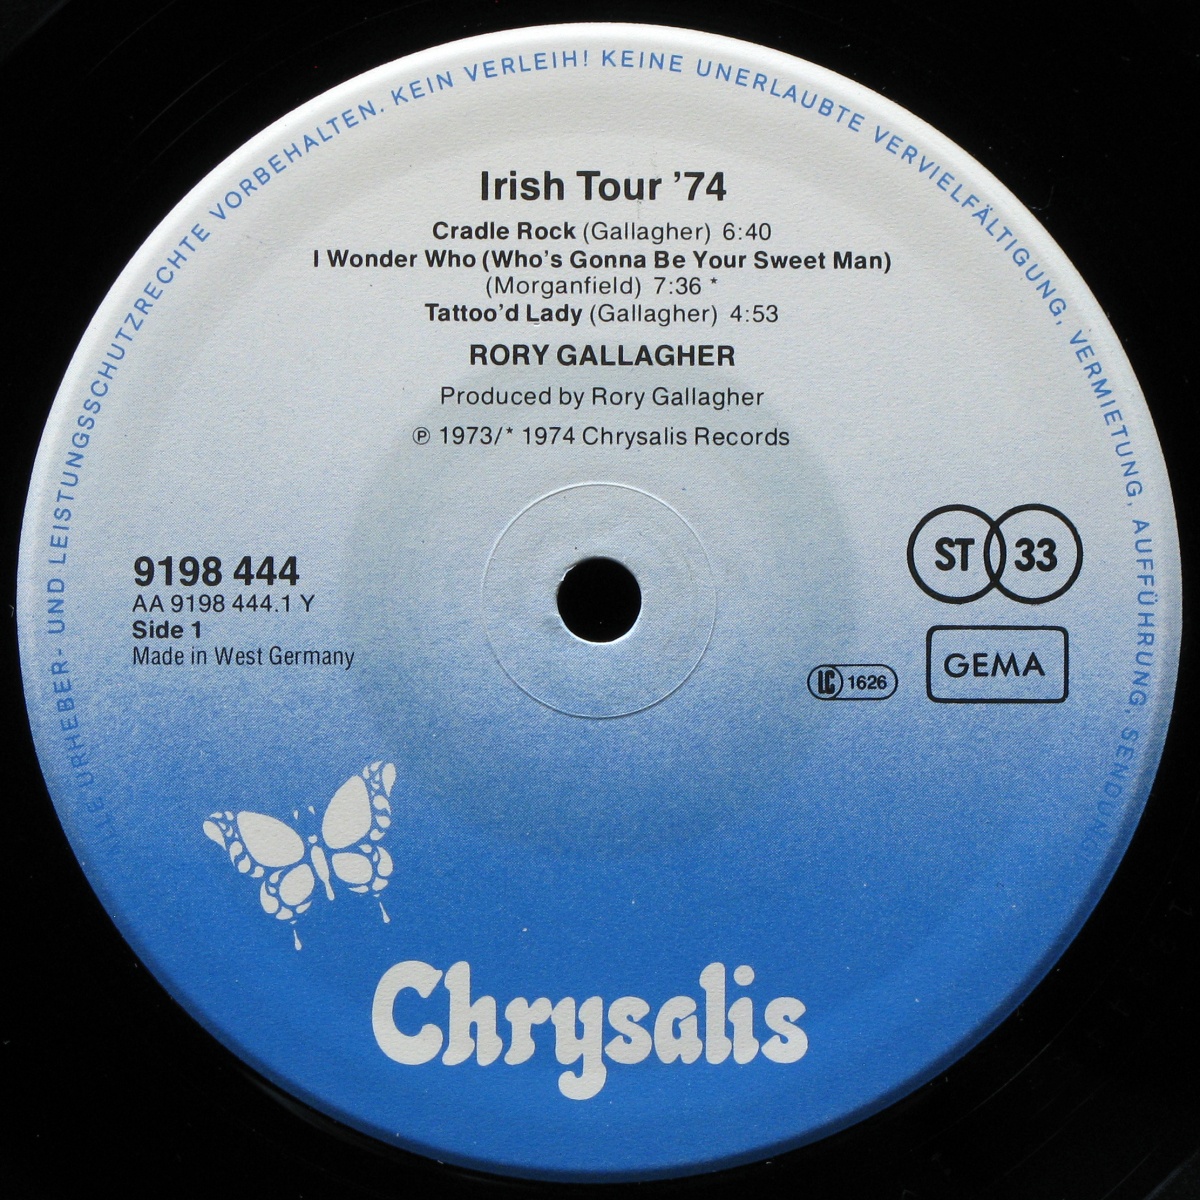 ALLE URHEBER- UND LEISTUNGSSCHUTZRECHTE VORBEHALTEN. KEIN VERLEIH! KEINE UNERLAUBTE VERVIELFÄLTIGUNG, VERMIETUNG, AUFFÜHRUNG, SENDUNG!
Irish Tour ’74
Cradle Rock (Gallagher) 6:40
I Wonder Who (Who’s Gonna Be Your Sweet Man)
(Morganfield) 7:36 *
Tattoo’d Lady (Gallagher) 4:53
RORY GALLAGHER
Produced by Rory Gallagher
℗ 1973/* 1974 Chrysalis Records
ST 33
9198 444
AA 9198 444.1 Y
Side 1
Made in West Germany
GEMA
LC 1626
Chrysalis